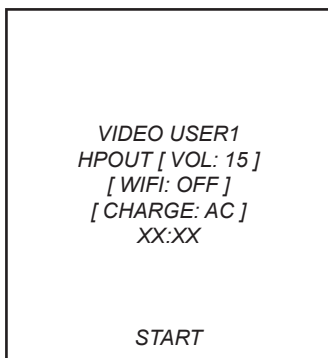 VIDEO USER1
HPOUT [ VOL: 15 ]
[ WIFI: OFF ]
[ CHARGE: AC ]
XX:XX
START